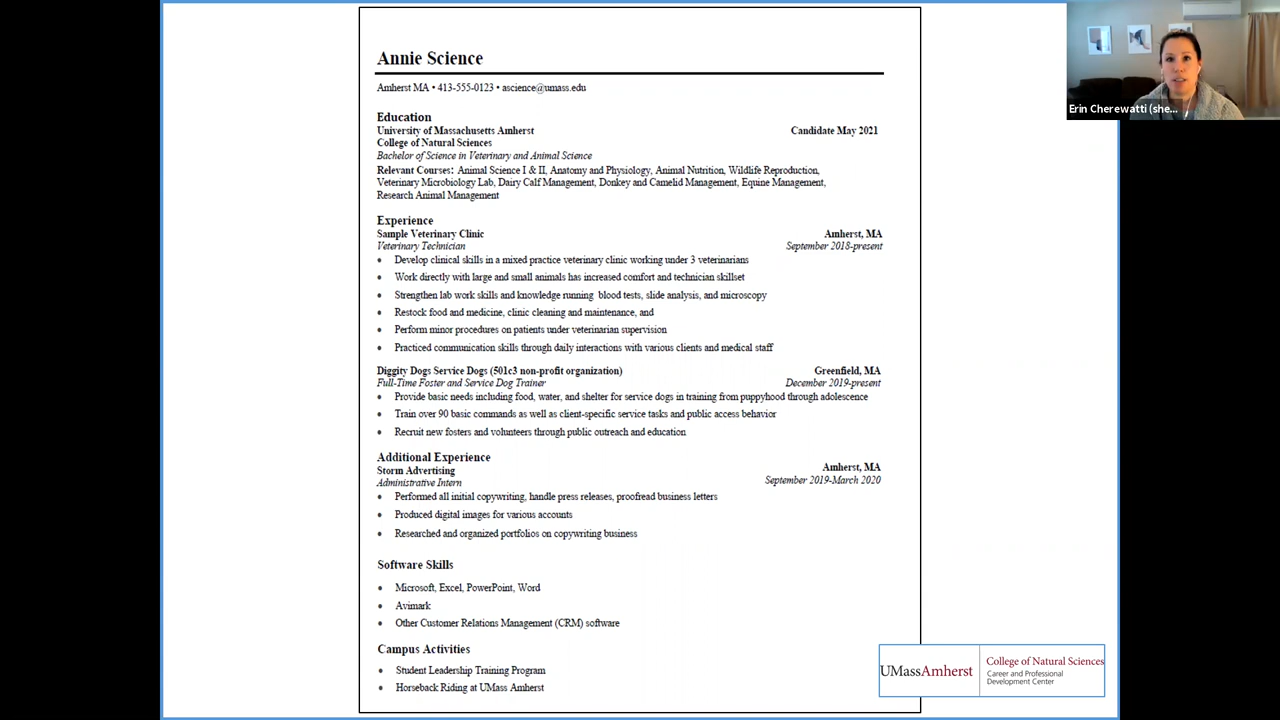 Annie Science
Amherst MA • 413-555-0123 • ascience@umass.edu
Education
University of Massachusetts Amherst Candidate May 2021
College of Natural Sciences
Bachelor of Science in Veterinary and Animal Science
Relevant Courses: Animal Science I & II, Anatomy and Physiology, Animal Nutrition, Wildlife Reproduction,
Veterinary Microbiology Lab, Dairy Calf Management, Donkey and Camelid Management, Equine Management,
Research Animal Management
Experience
Sample Veterinary Clinic Amherst, MA
Veterinary Technician September 2018-present
• Develop clinical skills in a mixed practice veterinary clinic working under 3 veterinarians
• Work directly with large and small animals has increased comfort and technician skillset
• Strengthen lab work skills and knowledge running blood tests, slide analysis, and microscopy
• Restock food and medicine, clinic cleaning and maintenance, and
• Perform minor procedures on patients under veterinarian supervision
• Practiced communication skills through daily interactions with various clients and medical staff
Diggity Dogs Service Dogs (501c3 non-profit organization) Greenfield, MA
Full-Time Foster and Service Dog Trainer December 2019-present
• Provide basic needs including food, water, and shelter for service dogs in training from puppyhood through adolescence
• Train over 90 basic commands as well as client-specific service tasks and public access behavior
• Recruit new fosters and volunteers through public outreach and education
Additional Experience
Storm Advertising Amherst, MA
Administrative Intern September 2019-March 2020
• Performed all initial copywriting, handle press releases, proofread business letters
• Produced digital images for various accounts
• Researched and organized portfolios on copywriting business
Software Skills
• Microsoft, Excel, PowerPoint, Word
• Avimark
• Other Customer Relations Management (CRM) software
Campus Activities
• Student Leadership Training Program
• Horseback Riding at UMass Amherst
Erin Cherewatti (she...
UMassAmherst
College of Natural Sciences
Career and Professional
Development Center